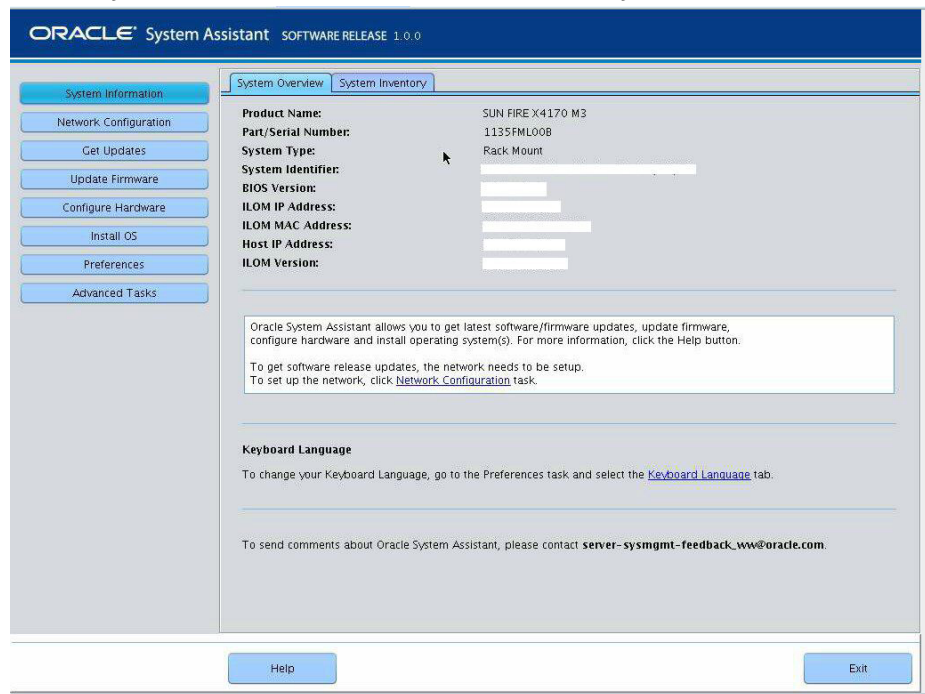 ORACLE System Assistant SOFTWARE RELEASE 1.0.0
System Information
Network Configuration
Get Updates
Update Firmware
Configure Hardware
Install OS
Preferences
Advanced Tasks
System Overview System Inventory
Product Name: SUN FIRE X4170 M3
Part/Serial Number: 1135FML00B
System Type: Rack Mount
System Identifier:
BIOS Version:
ILOM IP Address:
ILOM MAC Address:
Host IP Address:
ILOM Version:
Oracle System Assistant allows you to get latest software/firmware updates, update firmware,
configure hardware and install operating system(s). For more information, click the Help button.
To get software release updates, the network needs to be setup.
To set up the network, click Network Configuration task.
Keyboard Language
To change your Keyboard Language, go to the Preferences task and select the Keyboard Language tab.
To send comments about Oracle System Assistant, please contact server-sysmgmt-feedback_ww@oracle.com.
Help
Exit